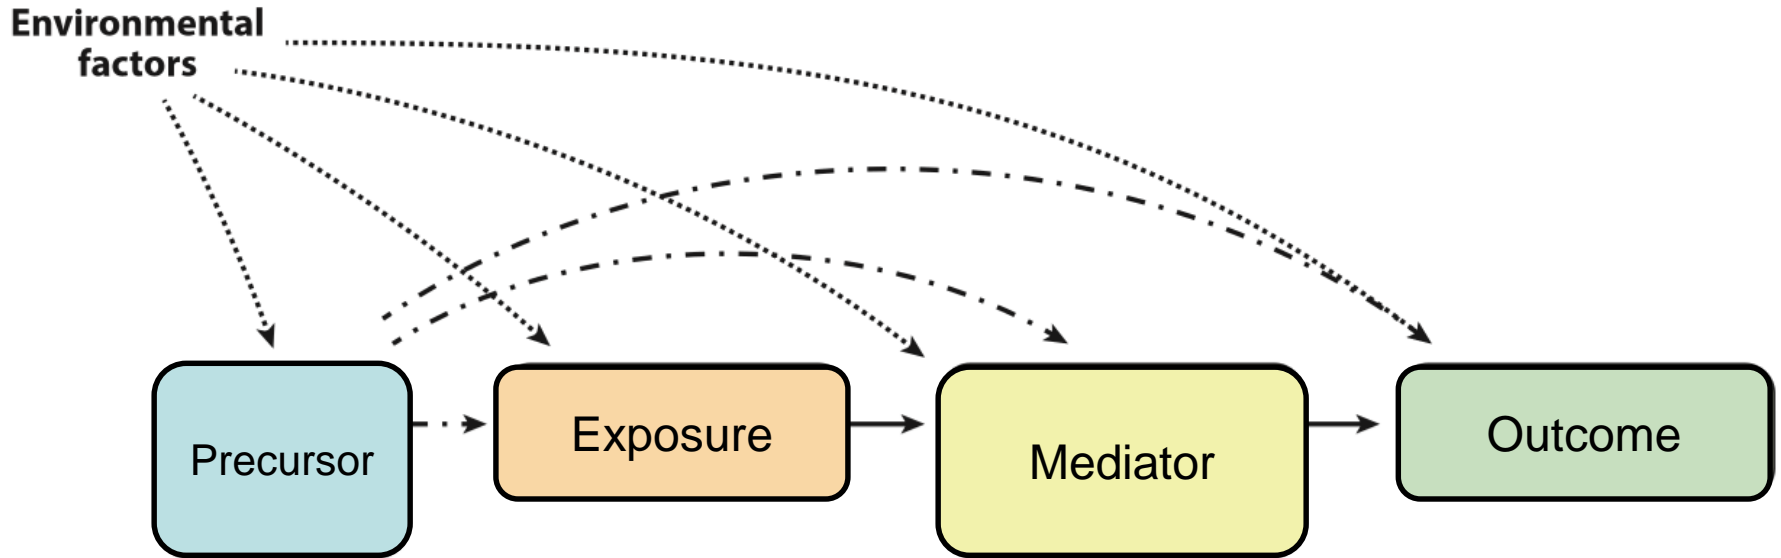 Environmental
factors
Precursor
Exposure
Mediator
Outcome